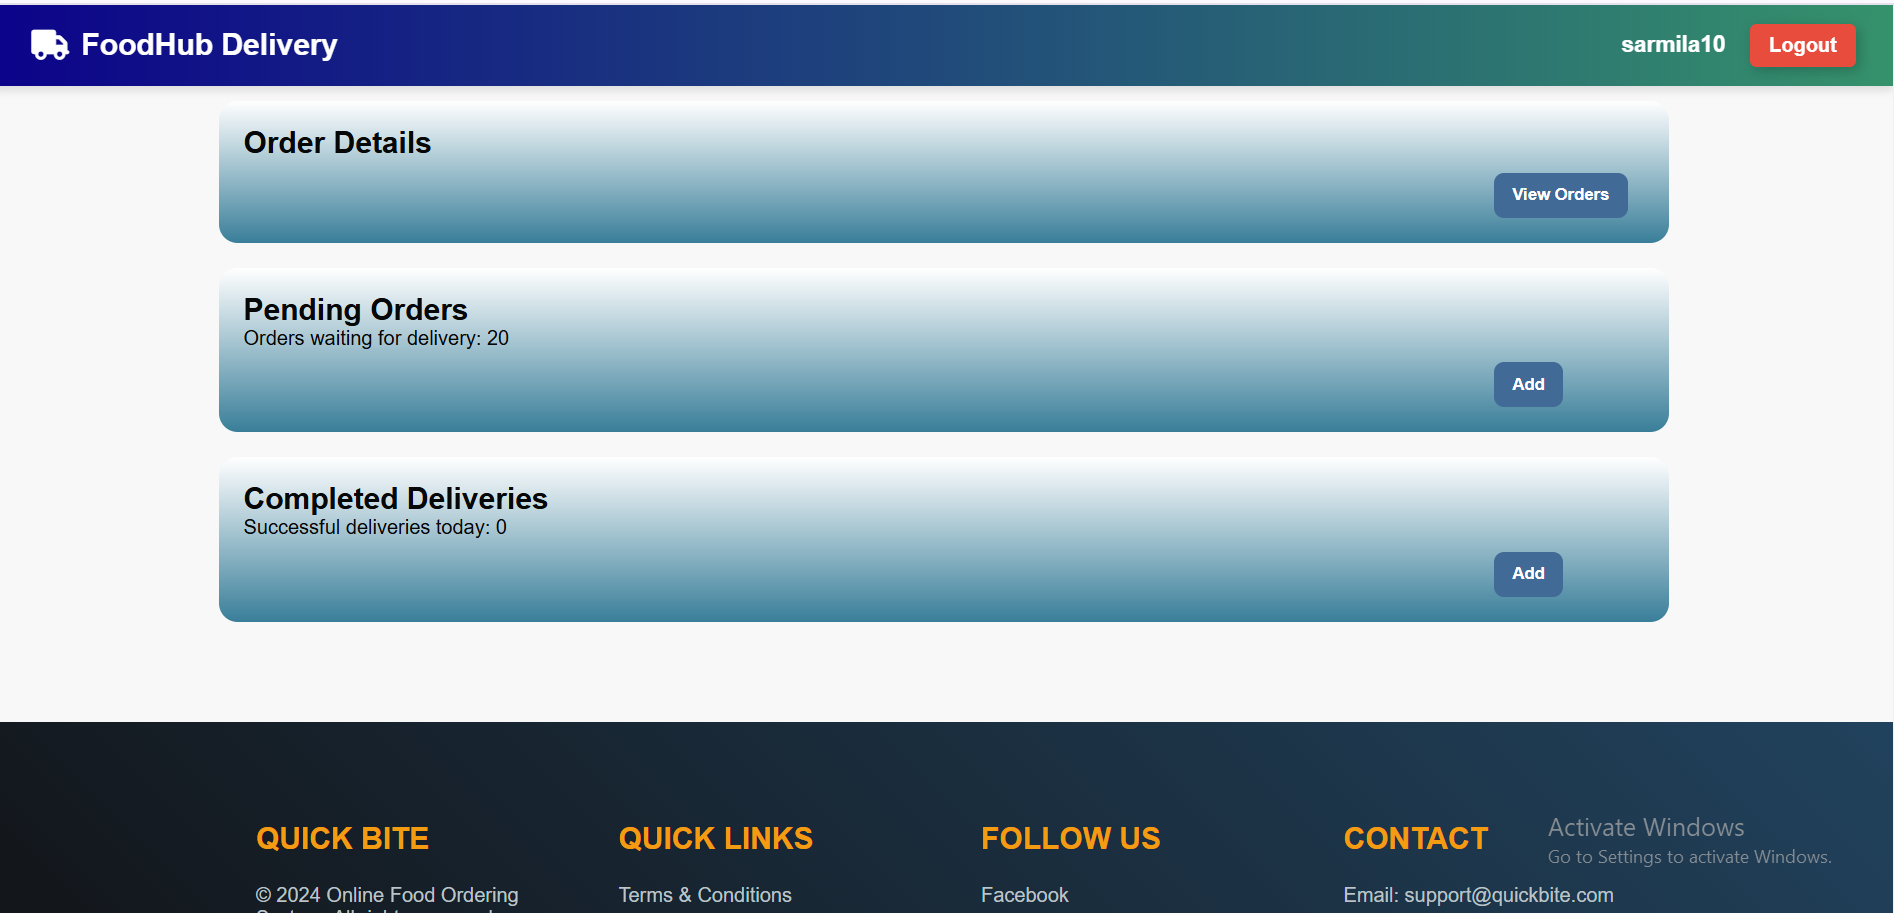 FoodHub Delivery
sarmila10
Logout
Order Details
View Orders
Pending Orders
Orders waiting for delivery: 20
Add
Completed Deliveries
Successful deliveries today: 0
Add
QUICK BITE
QUICK LINKS
FOLLOW US
CONTACT
Activate Windows
Go to Settings to activate Windows.
© 2024 Online Food Ordering
Terms & Conditions
Facebook
Email: support@quickbite.com